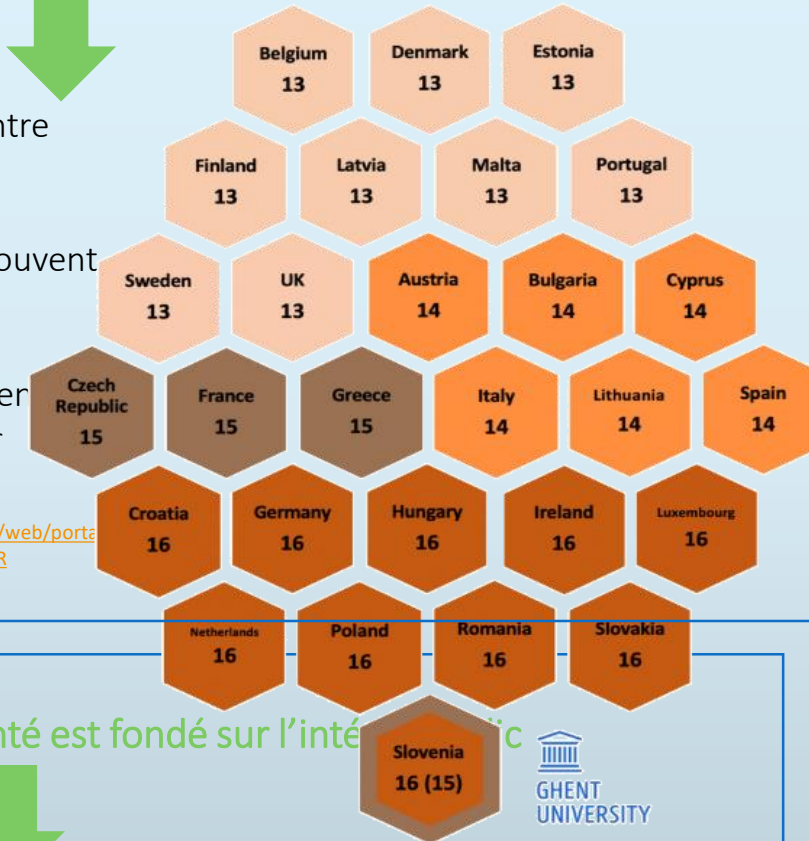 Belgium
13
Denmark
13
Estonia
13
ntre
Finland
13
Latvia
13
Malta
13
Portugal
13
ouvent
Sweden
13
UK
13
Austria
14
Bulgaria
14
Cyprus
14
er
Czech
Republic
15
France
15
Greece
15
Italy
14
Lithuania
14
Spain
14
Croatia
16
Germany
16
Hungary
16
Ireland
16
Luxembourg
16
/web/porta
R
Netherlands
16
Poland
16
Romania
16
Slovakia
16
nté est fondé sur l'inté ic
Slovenia
16 (15)
GHENT
UNIVERSITY